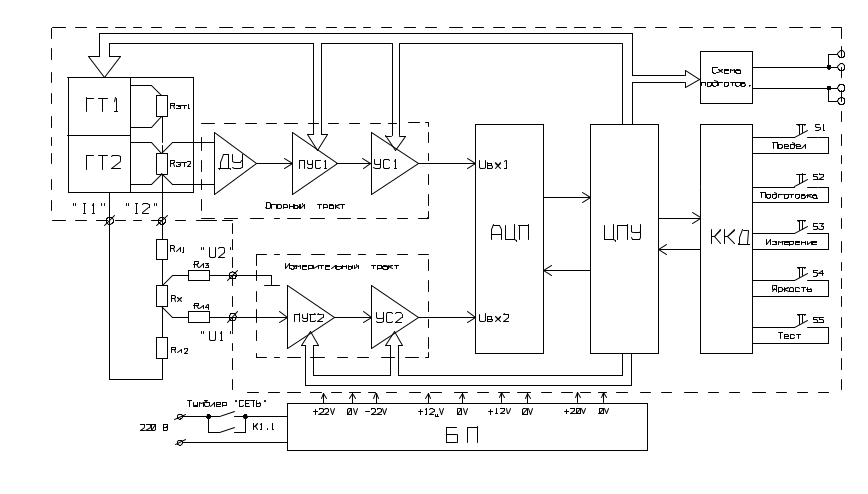 Схема
подготов.
ГТ1
Rэт1
ГТ2
Rэт2
ДУ
ПУС1
УС1
Опорный тракт
Uвх1
АЦП
ЦПУ
ККД
S1
Предел
S2
Подготовка
S3
Измерение
S4
Яркость
S5
Тест
"I1" "I2"
Rл1
"U2"
Rл3
Rх
Rл4
"U1"
Rл2
Измерительный тракт
ПУС2
УС2
Uвх2
Тумблер "СЕТЬ"
220 В
К1.1
+22V 0V -22V +12цV 0V +12V 0V +20V 0V
БП